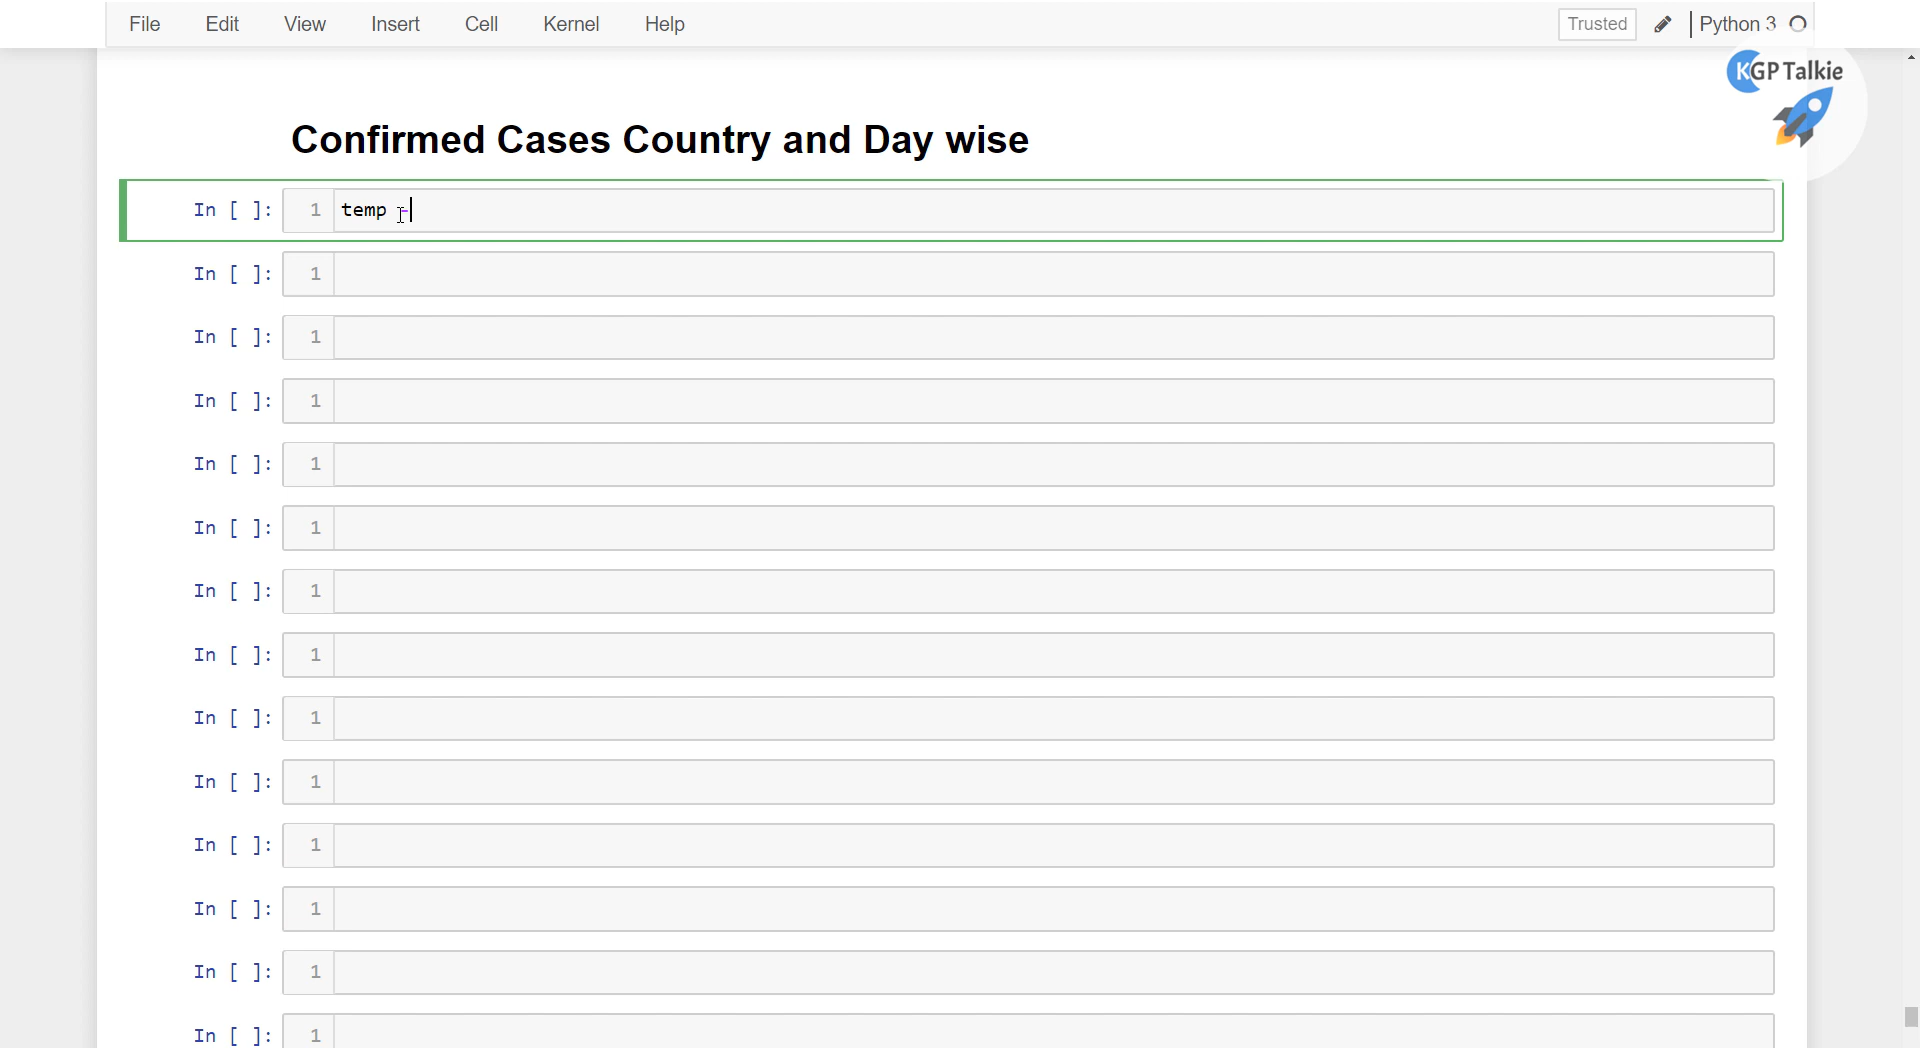 File Edit View Insert Cell Kernel Help Trusted Python 3
KGP Talkie
Confirmed Cases Country and Day wise
In [ ]: 1 temp -
In [ ]: 1
In [ ]: 1
In [ ]: 1
In [ ]: 1
In [ ]: 1
In [ ]: 1
In [ ]: 1
In [ ]: 1
In [ ]: 1
In [ ]: 1
In [ ]: 1
In [ ]: 1
In [ ]: 1